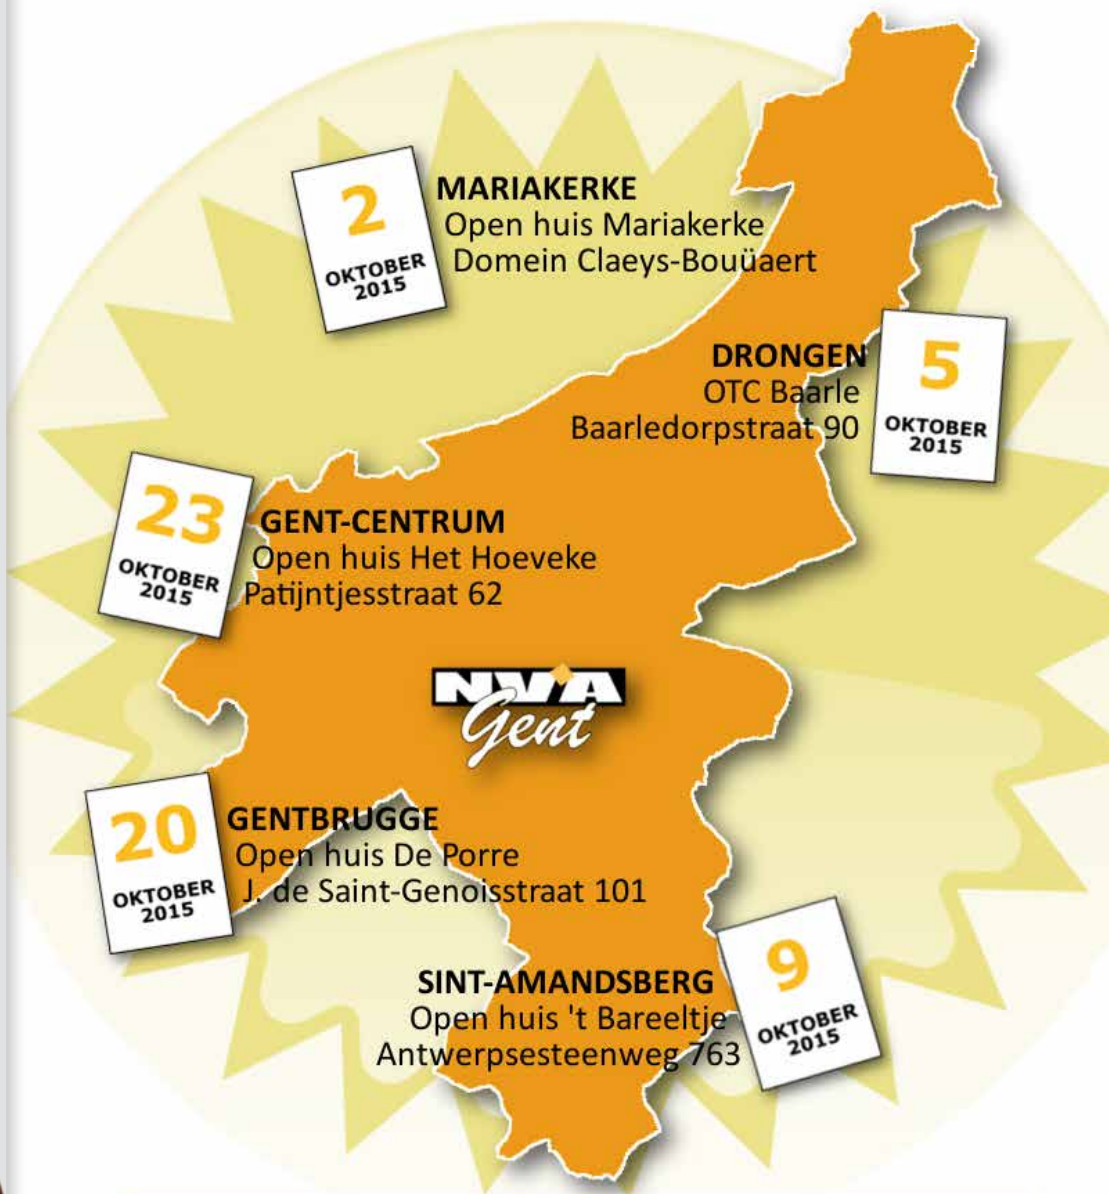 2
OKTOBER
2015
MARIAKERKE
Open huis Mariakerke
Domein Claeys-Bouüaert
DRONGEN
OTC Baarle
Baarledorpstraat 90
5
OKTOBER
2015
23
OKTOBER
2015
GENT-CENTRUM
Open huis Het Hoeveke
Patijntjesstraat 62
N-VA
Gent
20
OKTOBER
2015
GENTBRUGGE
Open huis De Porre
J. de Saint-Genoisstraat 101
SINT-AMANDSBERG
Open huis 't Bareeltje
Antwerpsesteenweg 763
9
OKTOBER
2015